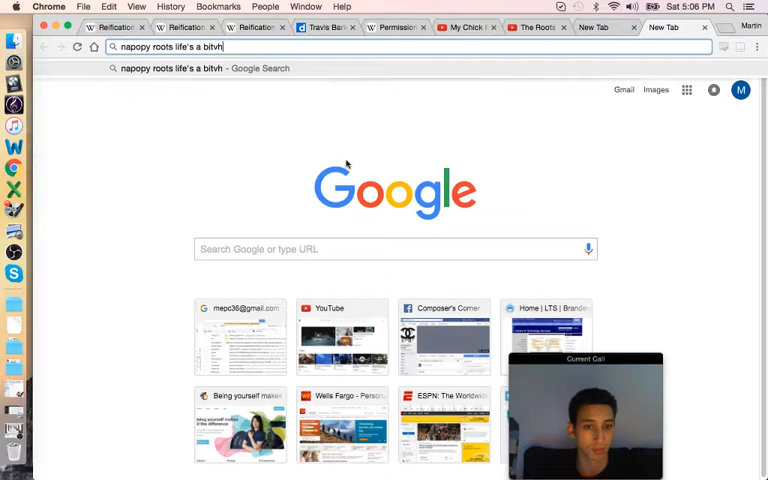 Chrome File Edit View History Bookmarks People Window Help Sat 5:06 PM
Reification Reification Reification Travis Bark Permission My Chick B The Roots New Tab New Tab Martin
napopy roots life's a bitvh
napopy roots life's a bitvh - Google Search
Gmail Images M
Google
Search Google or type URL
mepc36@gmail.com YouTube Composer's Corner Home | LTS | Brande
Current Call
Being yourself makes Wells Fargo - Person ESPN: The Worldwide